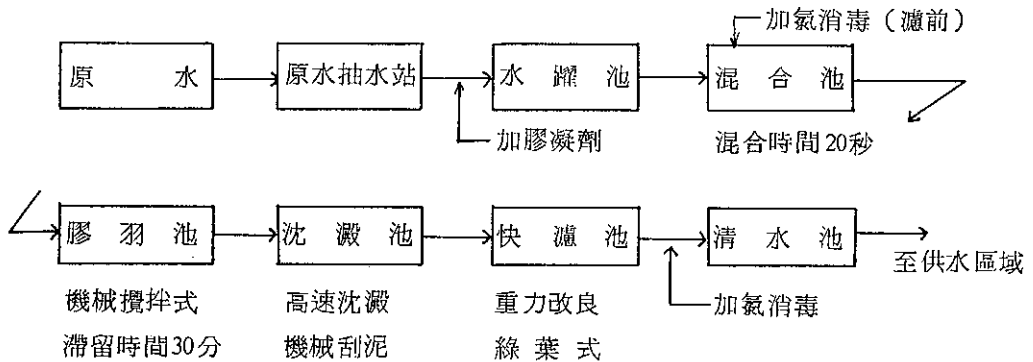 加氯消毒（濾前）
原水
原水抽水站
水躍池
混合池
加膠凝劑
混合時間20秒
膠羽池
沈澱池
快濾池
清水池
至供水區域
機械攪拌式
高速沈澱
重力改良
加氯消毒
滯留時間30分
機械刮泥
綠葉式